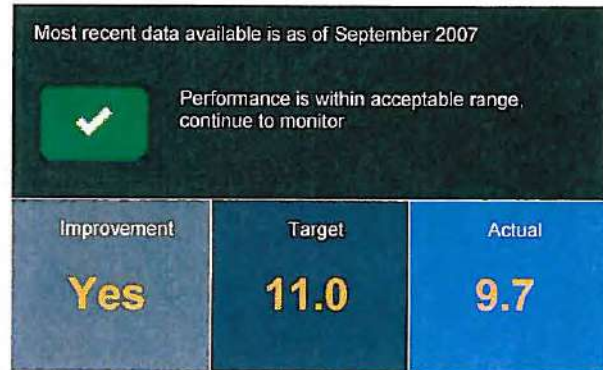 Most recent data available is as of September 2007
Performance is within acceptable range,
continue to monitor
Improvement
Target
Actual
Yes
11.0
9.7